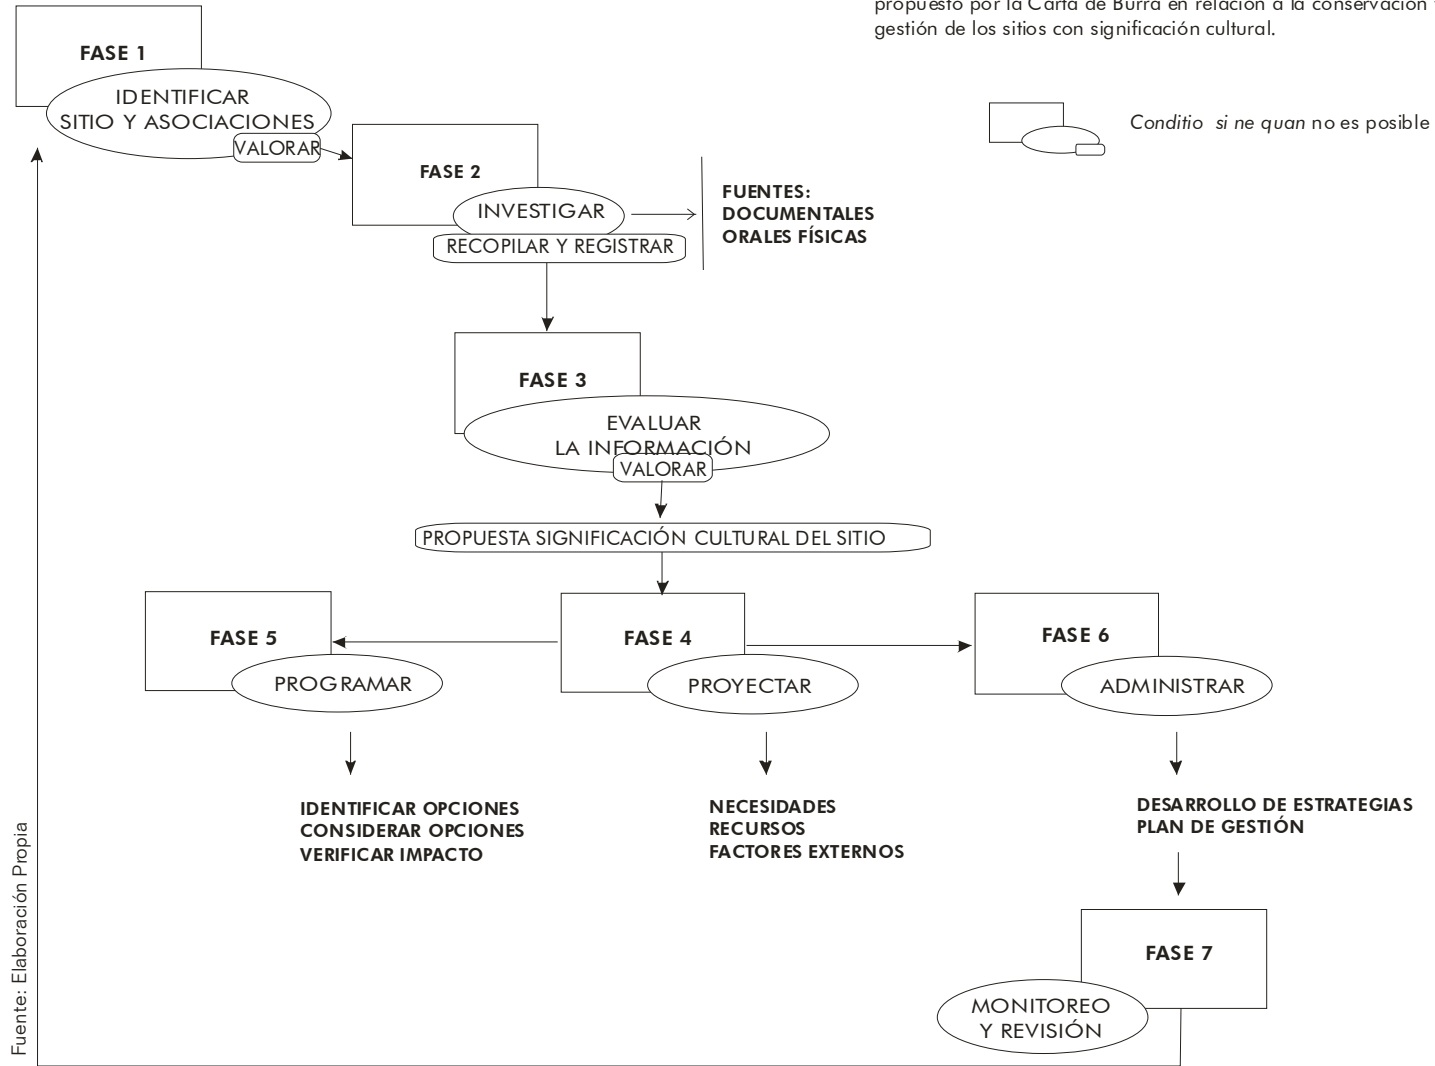 propuesto por la Carta de Burra en relación a la conservación
gestión de los sitios con significación cultural.
Conditio si ne quan no es posible
FASE 1
IDENTIFICAR
SITIO Y ASOCIACIONES
VALORAR
FASE 2
INVESTIGAR
RECOPILAR Y REGISTRAR
FUENTES:
DOCUMENTALES
ORALES FÍSICAS
FASE 3
EVALUAR
LA INFORMACIÓN
VALORAR
PROPUESTA SIGNIFICACIÓN CULTURAL DEL SITIO
FASE 5
PROGRAMAR
IDENTIFICAR OPCIONES
CONSIDERAR OPCIONES
VERIFICAR IMPACTO
FASE 4
PROYECTAR
NECESIDADES
RECURSOS
FACTORES EXTERNOS
FASE 6
ADMINISTRAR
DESARROLLO DE ESTRATEGIAS
PLAN DE GESTIÓN
FASE 7
MONITOREO
Y REVISIÓN
Fuente: Elaboración Propia